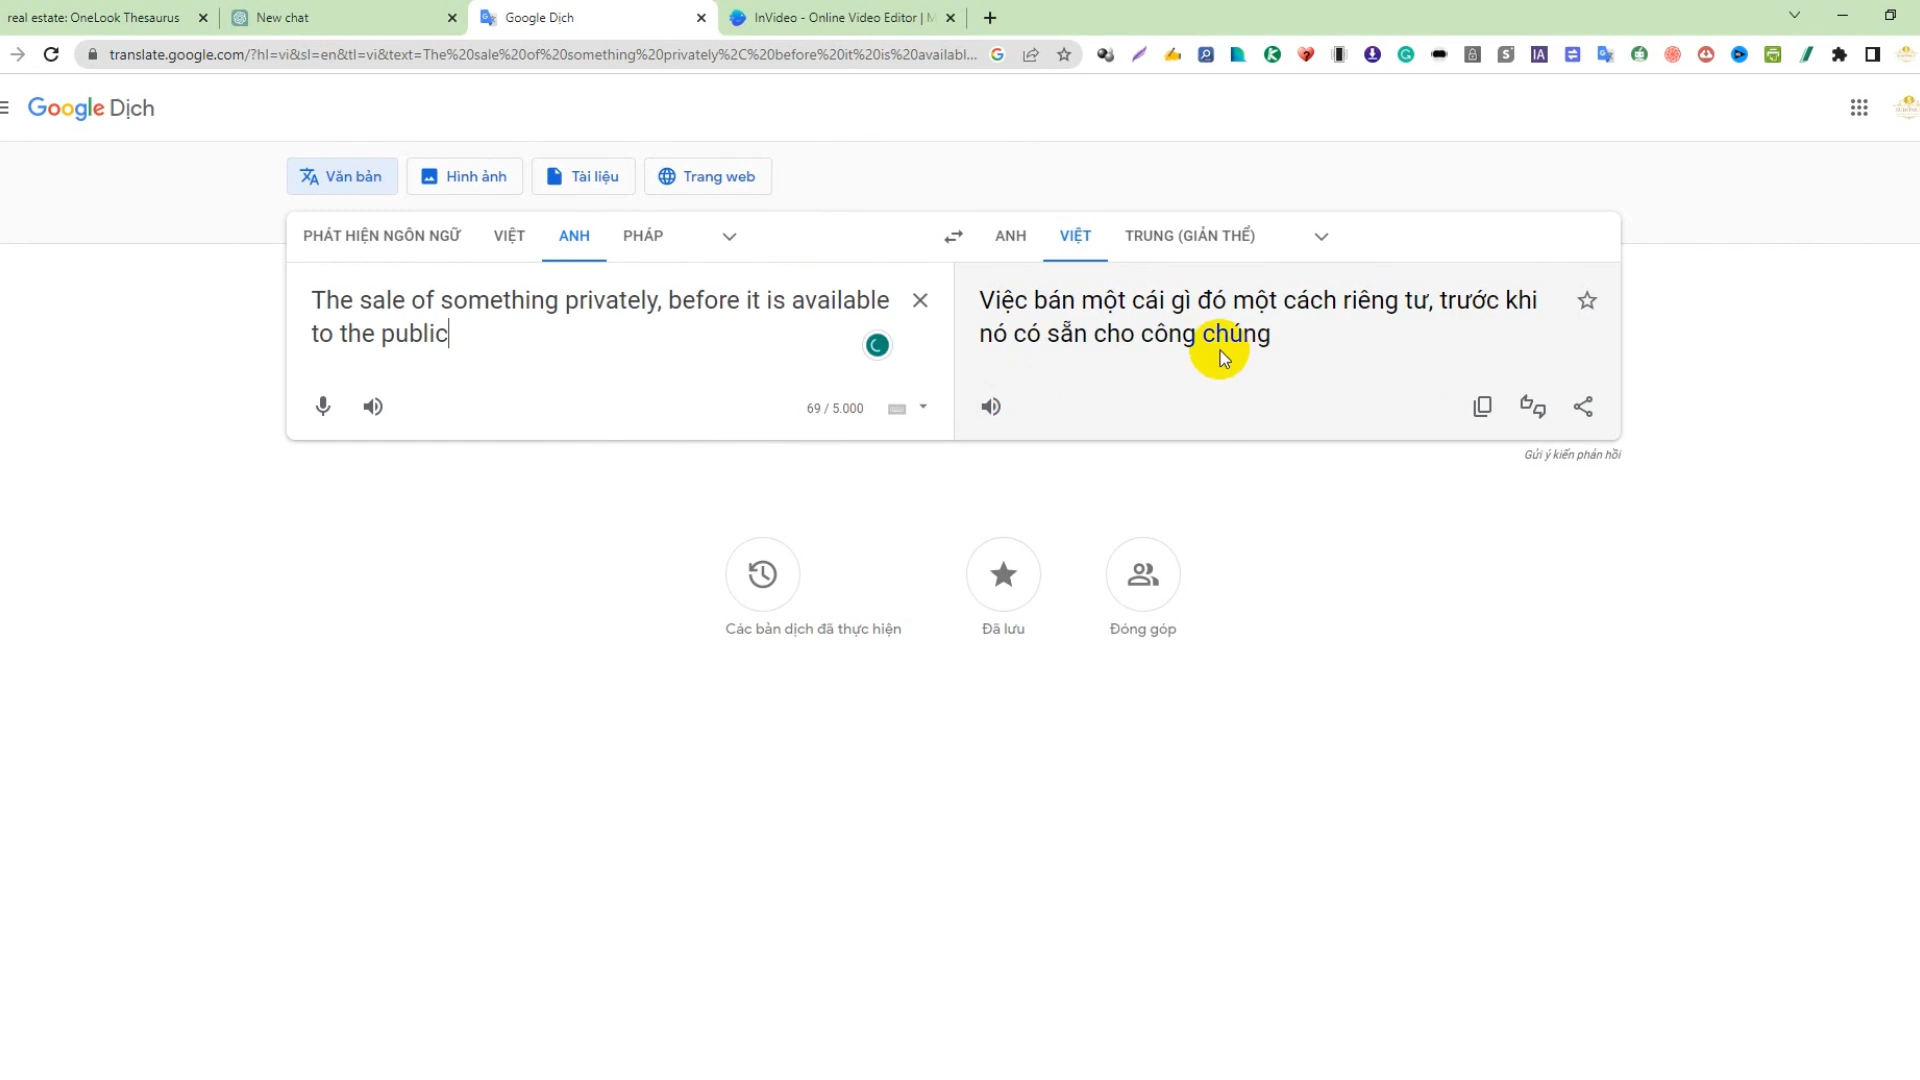 real estate: OneLook Thesaurus
New chat
Google Dịch
InVideo - Online Video Editor |
translate.google.com/?hl=vi&sl=en&tl=vi&text=The%20sale%20of%20something%20privately%2C%20before%20it%20is%20availabl...
Google Dịch
Văn bản
Hình ảnh
Tài liệu
Trang web
PHÁT HIỆN NGÔN NGỮ
VIỆT
ANH
PHÁP
ANH
VIỆT
TRUNG (GIẢN THỂ)
The sale of something privately, before it is available
to the public
Việc bán một cái gì đó một cách riêng tư, trước khi
nó có sẵn cho công chúng
69 / 5.000
Gửi ý kiến phản hồi
Các bản dịch đã thực hiện
Đã lưu
Đóng góp